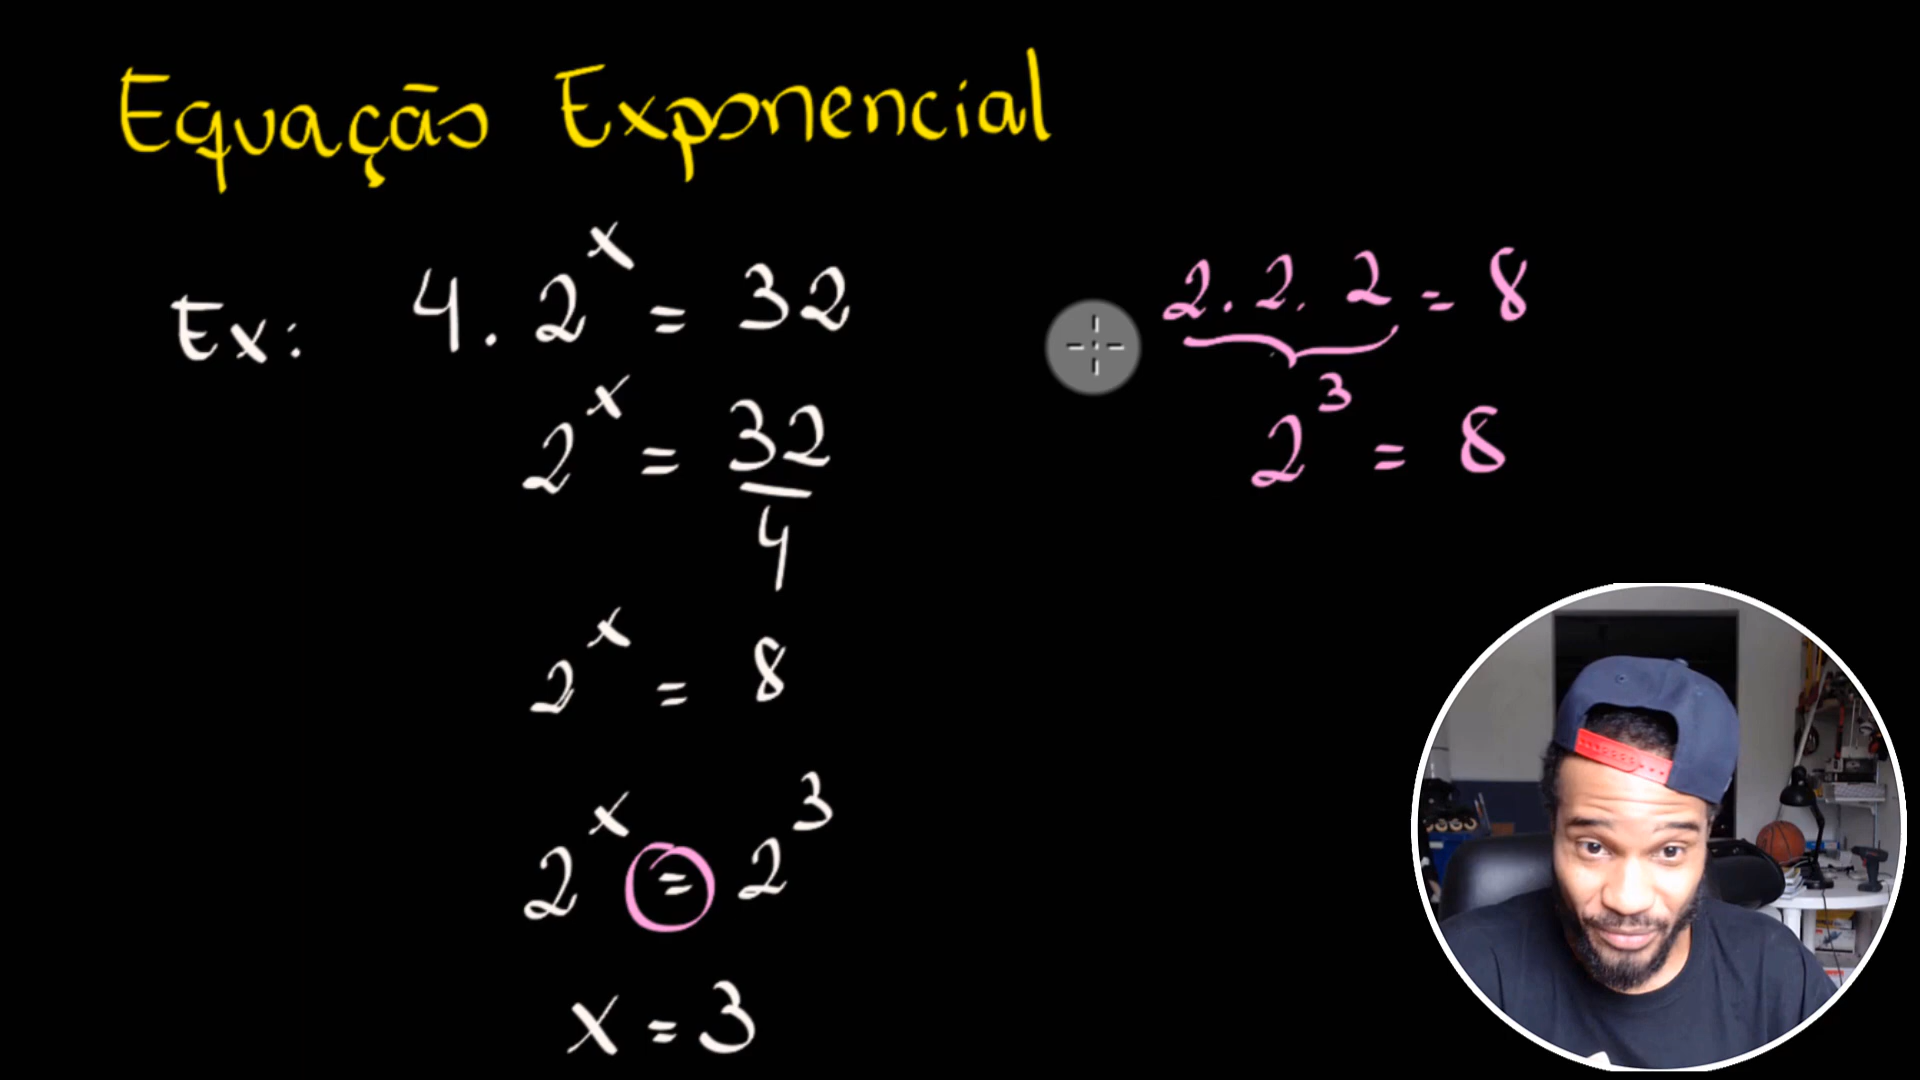 Equação Exponencial
Ex: 4 . 2^x = 32
2^x = 32/4
2^x = 8
2^x = 2^3
x = 3
2 . 2 . 2 = 8
2^3 = 8